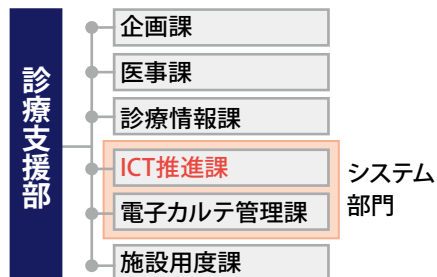 診療支援部
企画課
医事課
診療情報課
ICT推進課
電子カルテ管理課
施設用度課
システム
部門